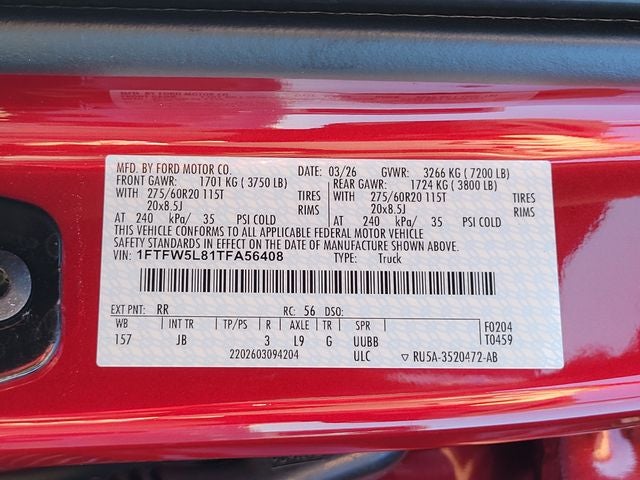 MFD. BY FORD MOTOR CO. DATE: 03/26 GVWR: 3266 KG ( 7200 LB)
FRONT GAWR: 1701 KG ( 3750 LB) REAR GAWR: 1724 KG ( 3800 LB)
WITH 275/60R20 115T TIRES WITH 275/60R20 115T TIRES
20x8.5J RIMS 20x8.5J RIMS
AT 240 kPa/ 35 PSI COLD AT 240 kPa/ 35 PSI COLD
THIS VEHICLE CONFORMS TO ALL APPLICABLE FEDERAL MOTOR VEHICLE
SAFETY STANDARDS IN EFFECT ON THE DATE OF MANUFACTURE SHOWN ABOVE.
VIN: 1FTFW5L81TFA56408 TYPE: Truck
EXT PNT: RR RC: 56 DSO:
WB INT TR TP/PS R AXLE TR SPR F0204
157 JB 3 L9 G UUBB T0459
2202603094204 ULC ▽ RU5A-3520472-AB